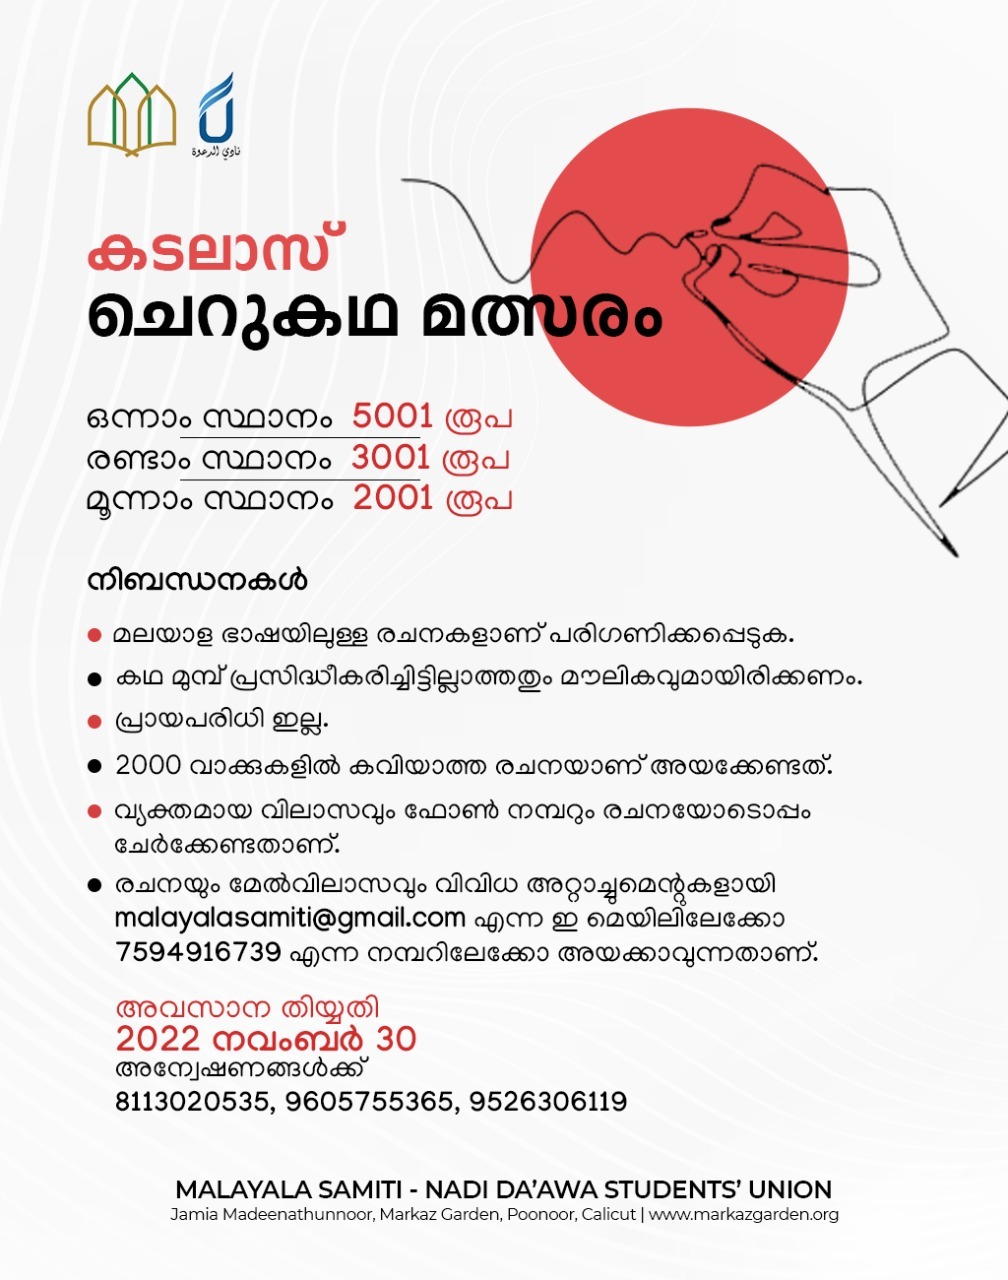 نادي الدعوة
കടലാസ്
ചെറുകഥ മത്സരം
ഒന്നാം സ്ഥാനം 5001 രൂപ
രണ്ടാം സ്ഥാനം 3001 രൂപ
മൂന്നാം സ്ഥാനം 2001 രൂപ
നിബന്ധനകൾ
• മലയാള ഭാഷയിലുള്ള രചനകളാണ് പരിഗണിക്കപ്പെടുക.
• കഥ മുമ്പ് പ്രസിദ്ധീകരിച്ചിട്ടില്ലാത്തതും മൗലികവുമായിരിക്കണം.
• പ്രായപരിധി ഇല്ല.
• 2000 വാക്കുകളിൽ കവിയാത്ത രചനയാണ് അയക്കേണ്ടത്.
• വ്യക്തമായ വിലാസവും ഫോൺ നമ്പറും രചനയോടൊപ്പം
ചേർക്കേണ്ടതാണ്.
• രചനയും മേൽവിലാസവും വിവിധ അറ്റാച്ചുമെന്റുകളായി
malayalasamiti@gmail.com എന്ന ഇ മെയിലിലേക്കോ
7594916739 എന്ന നമ്പറിലേക്കോ അയക്കാവുന്നതാണ്.
അവസാന തിയ്യതി
2022 നവംബർ 30
അന്വേഷണങ്ങൾക്ക്
8113020535, 9605755365, 9526306119
MALAYALA SAMITI - NADI DA’AWA STUDENTS’ UNION
Jamia Madeenathunnoor, Markaz Garden, Poonoor, Calicut | www.markazgarden.org